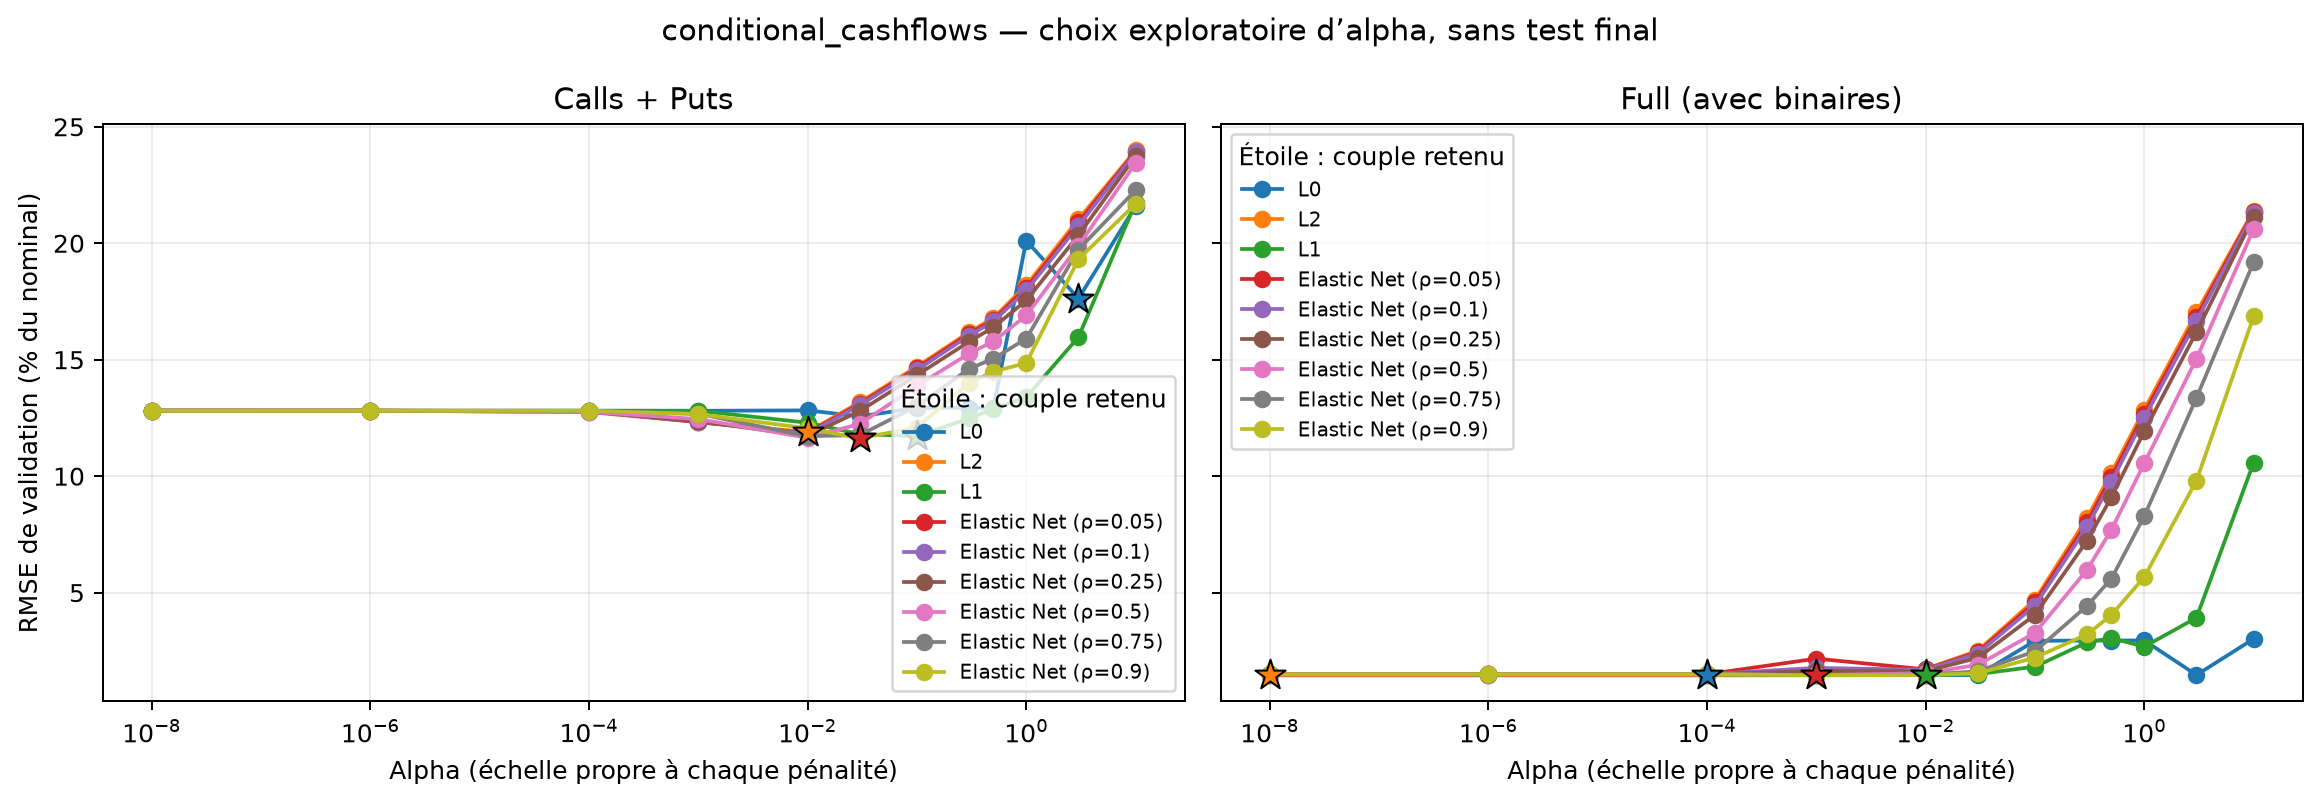 conditional_cashflows — choix exploratoire d’alpha, sans test final
Calls + Puts
RMSE de validation (% du nominal)
25
20
15
10
5
Étoile : couple retenu
L0
L2
L1
Elastic Net (ρ=0.05)
Elastic Net (ρ=0.1)
Elastic Net (ρ=0.25)
Elastic Net (ρ=0.5)
Elastic Net (ρ=0.75)
Elastic Net (ρ=0.9)
10⁻⁸ 10⁻⁶ 10⁻⁴ 10⁻² 10⁰
Alpha (échelle propre à chaque pénalité)
Full (avec binaires)
Étoile : couple retenu
L0
L2
L1
Elastic Net (ρ=0.05)
Elastic Net (ρ=0.1)
Elastic Net (ρ=0.25)
Elastic Net (ρ=0.5)
Elastic Net (ρ=0.75)
Elastic Net (ρ=0.9)
10⁻⁸ 10⁻⁶ 10⁻⁴ 10⁻² 10⁰
Alpha (échelle propre à chaque pénalité)